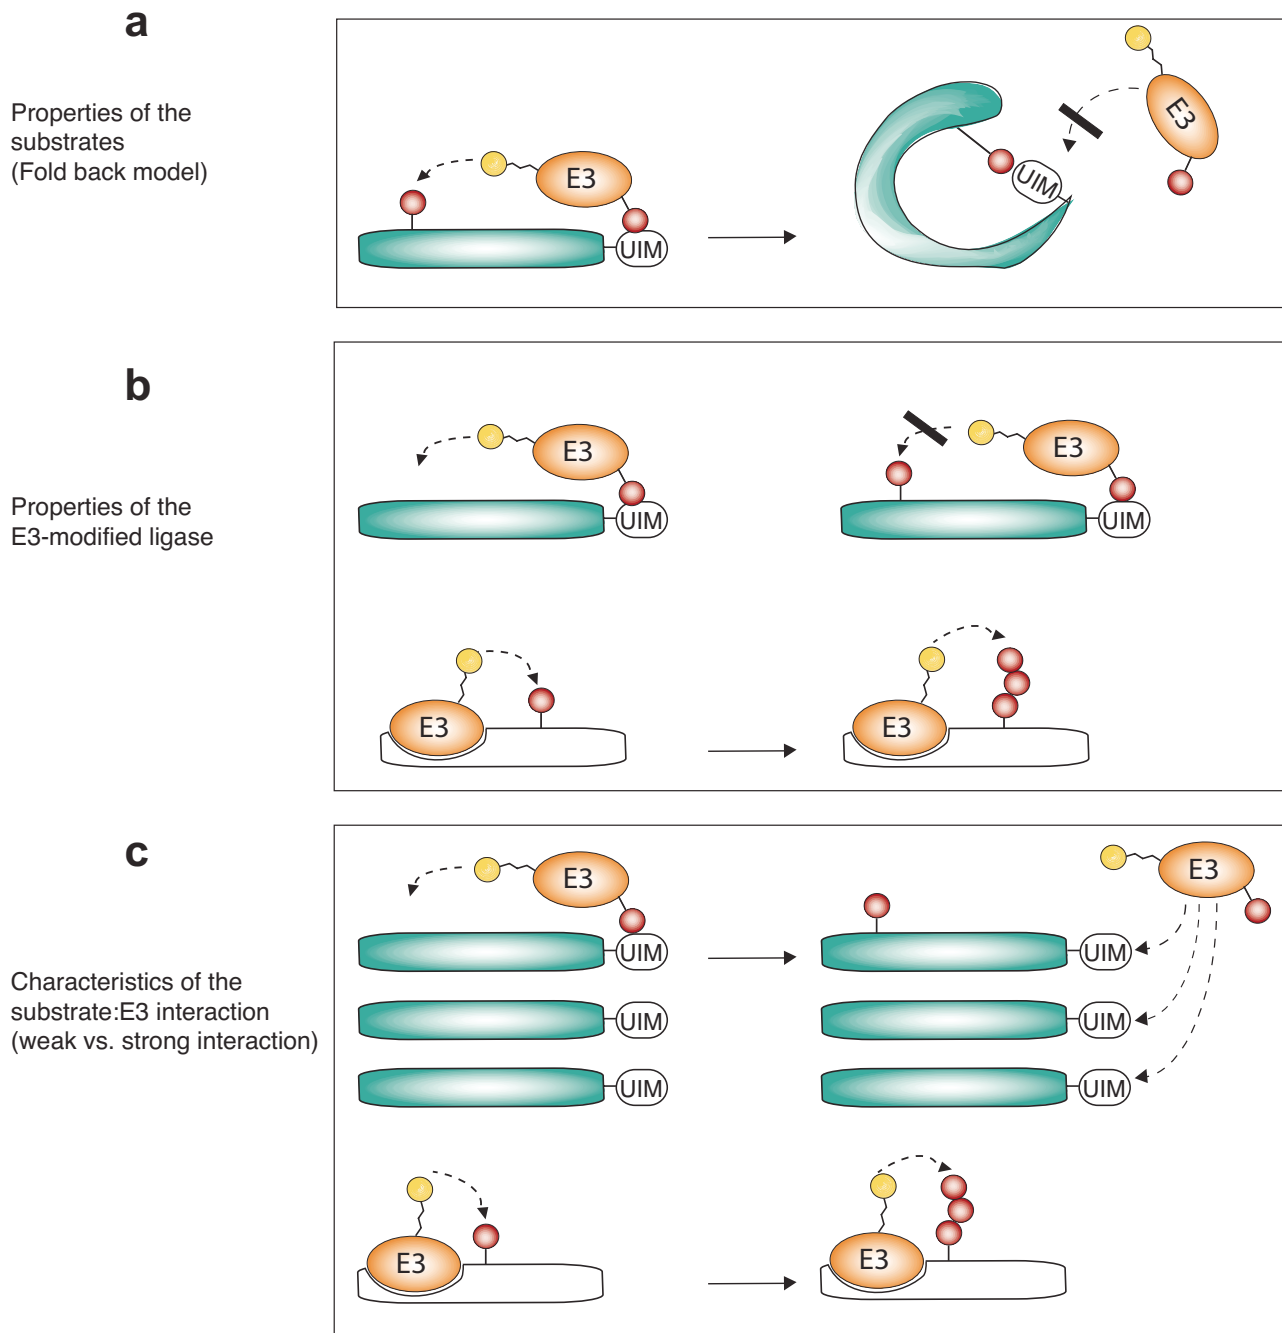 a
Properties of the
substrates
(Fold back model)
E3
UIM
UIM
E3
b
Properties of the
E3-modified ligase
E3
UIM
E3
UIM
E3
E3
c
Characteristics of the
substrate:E3 interaction
(weak vs. strong interaction)
E3
UIM
UIM
UIM
E3
UIM
UIM
UIM
E3
E3